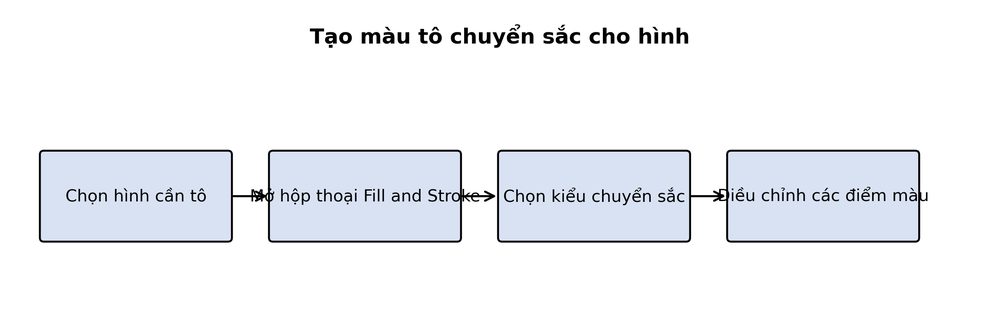 Tạo màu tô chuyển sắc cho hình
Chọn hình cần tô
Mở hộp thoại Fill and Stroke
Chọn kiểu chuyển sắc
Điều chỉnh các điểm màu